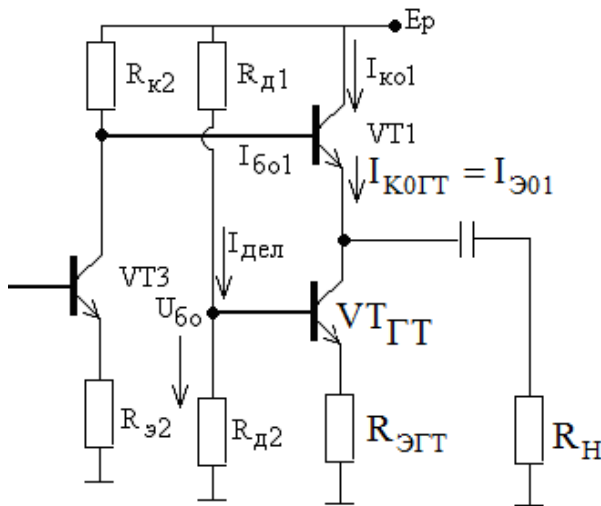 Ep
Rк2
Rд1
Iко1
VT1
Iбо1
IК0ГТ = IЭ01
Iдел
VT3
Uбо
VTГТ
Rэ2
Rд2
RЭГТ
RН